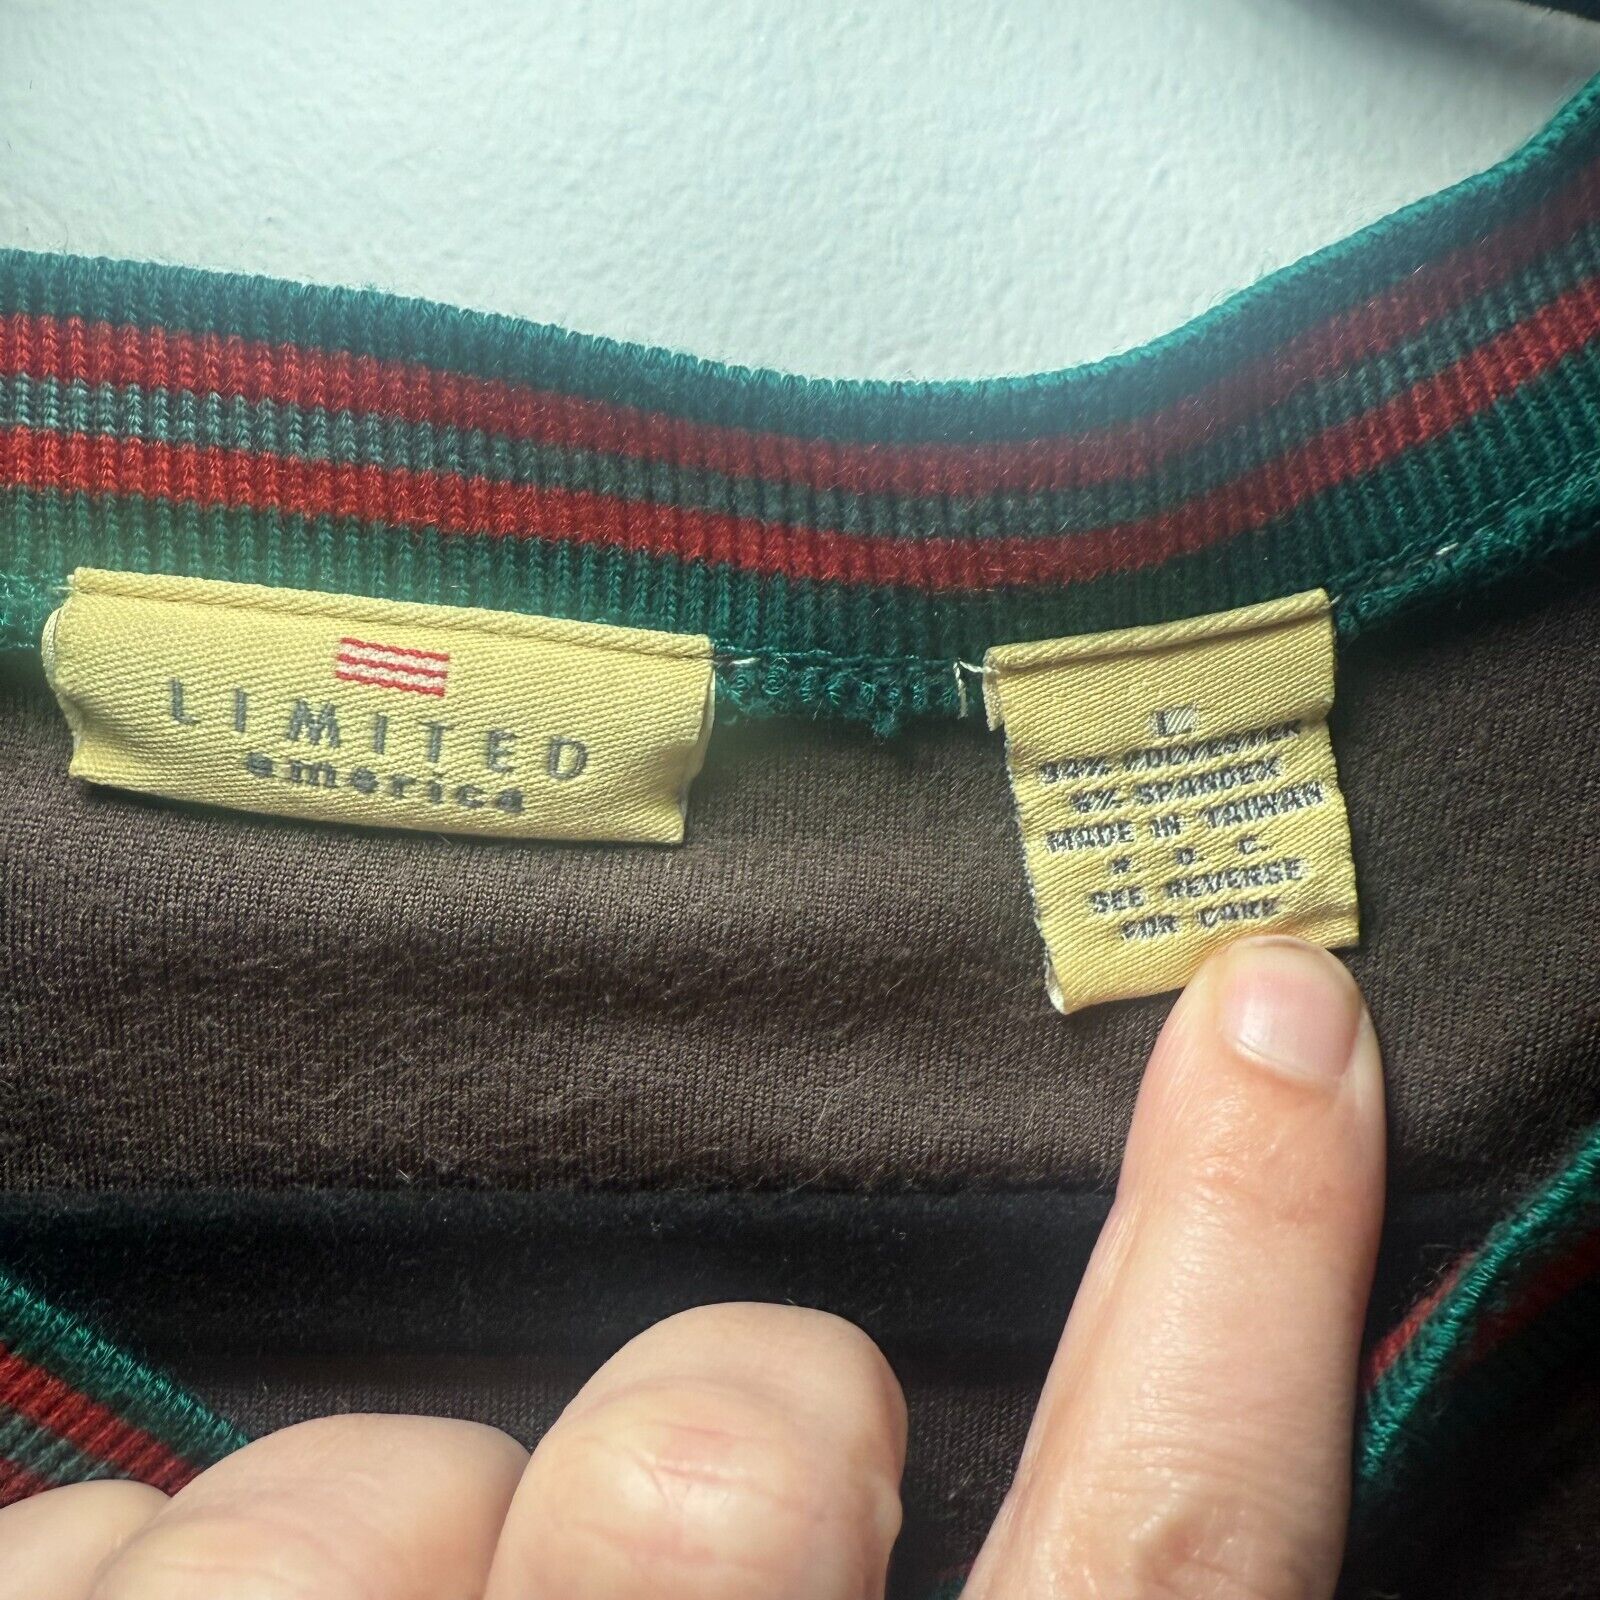 LIMITED
america
L
94% POLYESTER
6% SPANDEX
MADE IN TAIWAN
R. O. C.
SEE REVERSE
FOR CARE